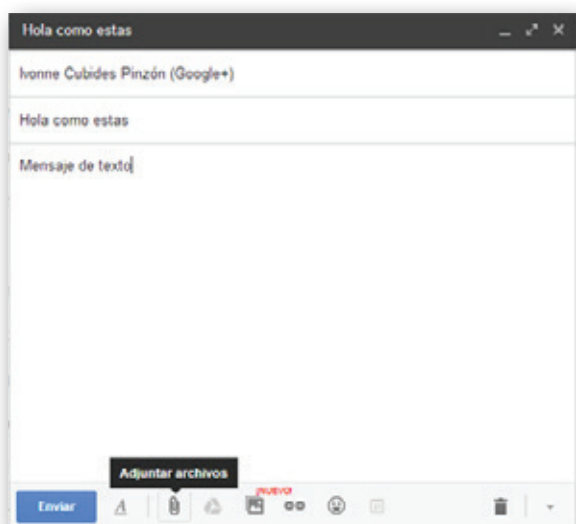 Hola como estas
Ivonne Cubides Pinzón (Google+)
Hola como estas
Mensaje de texto
Adjuntar archivos
¡NUEVO!
Enviar A